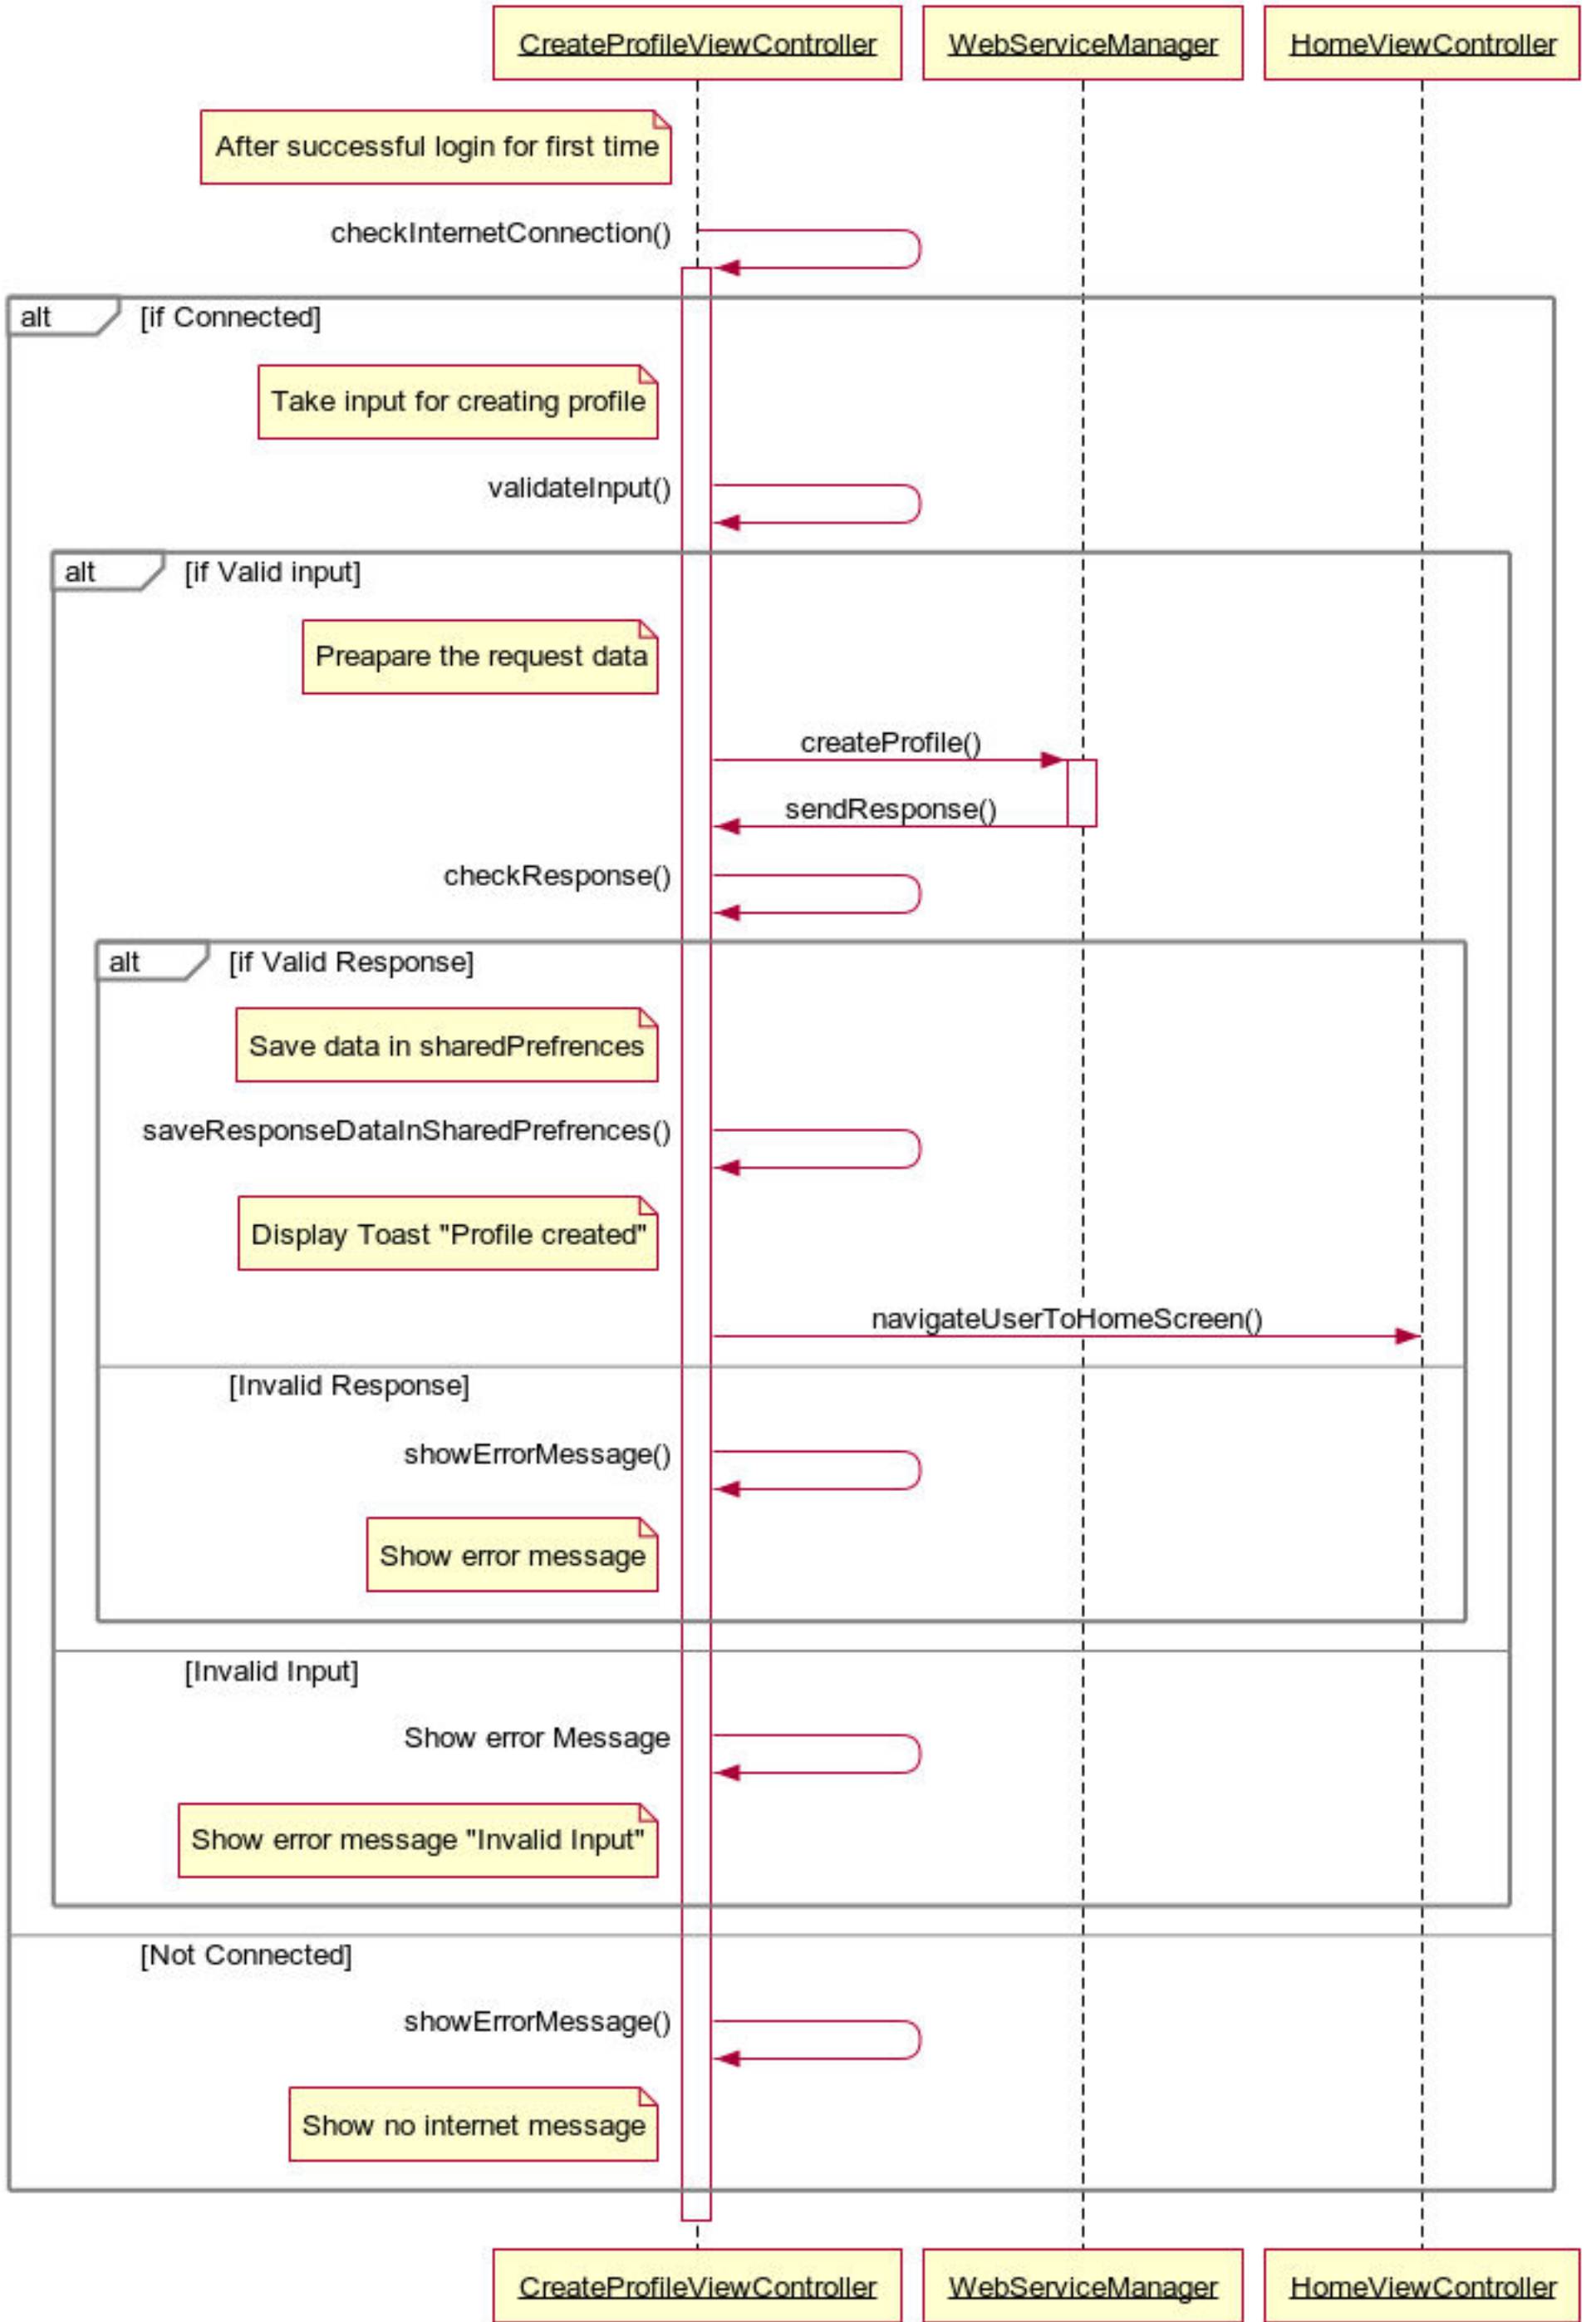 CreateProfileViewController
WebServiceManager
HomeViewController
After successful login for first time
checkInternetConnection()
alt
[if Connected]
Take input for creating profile
validateInput()
alt
[if Valid input]
Preapare the request data
createProfile()
sendResponse()
checkResponse()
alt
[if Valid Response]
Save data in sharedPrefrences
saveResponseDataInSharedPrefrences()
Display Toast "Profile created"
navigateUserToHomeScreen()
[Invalid Response]
showErrorMessage()
Show error message
[Invalid Input]
Show error Message
Show error message "Invalid Input"
[Not Connected]
showErrorMessage()
Show no internet message
CreateProfileViewController
WebServiceManager
HomeViewController